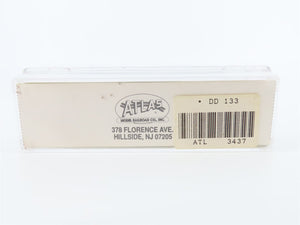 ATLAS
MODEL RAILROAD CO., INC.
378 FLORENCE AVE.
HILLSIDE, NJ 07205
• DD 133
ATL 3437